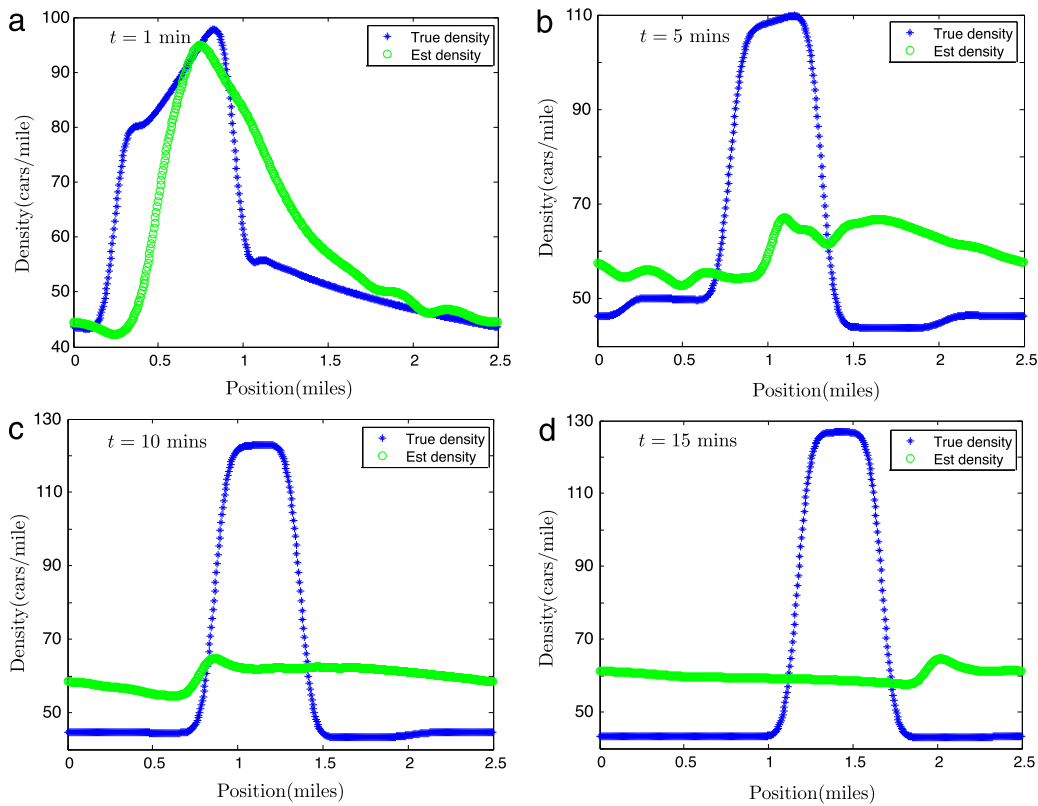 a
t = 1 min
True density
Est density
100
90
80
70
60
50
40
0
0.5
1
1.5
2
2.5
Density(cars/mile)
Position(miles)
b
t = 5 mins
True density
Est density
110
90
70
50
0
0.5
1
1.5
2
2.5
Density(cars/mile)
Position(miles)
c
t = 10 mins
True density
Est density
130
110
90
70
50
0
0.5
1
1.5
2
2.5
Density(cars/mile)
Position(miles)
d
t = 15 mins
True density
Est density
130
110
90
70
50
0
0.5
1
1.5
2
2.5
Density(cars/mile)
Position(miles)